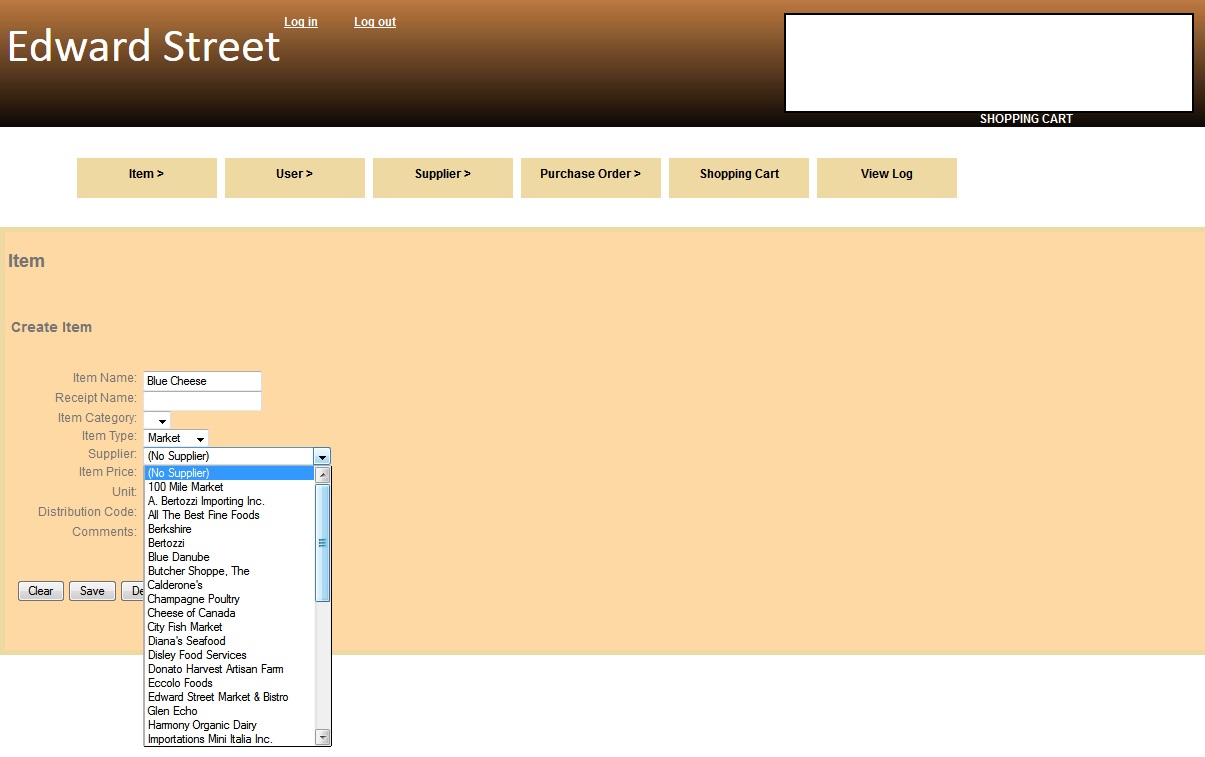 Log in Log out
Edward Street
SHOPPING CART
Item > User > Supplier > Purchase Order > Shopping Cart View Log
Item
Create Item
Item Name: Blue Cheese
Receipt Name:
Item Category:
Item Type: Market
Supplier: (No Supplier)
Item Price: (No Supplier)
100 Mile Market
Unit:
A. Bertozzi Importing Inc.
Distribution Code: All The Best Fine Foods
Comments: Berkshire
Bertozzi
Blue Danube
Butcher Shoppe, The
Calderone's
Clear Save De
Champagne Poultry
Cheese of Canada
City Fish Market
Diana's Seafood
Disley Food Services
Donato Harvest Artisan Farm
Eccolo Foods
Edward Street Market & Bistro
Glen Echo
Harmony Organic Dairy
Importations Mini Italia Inc.